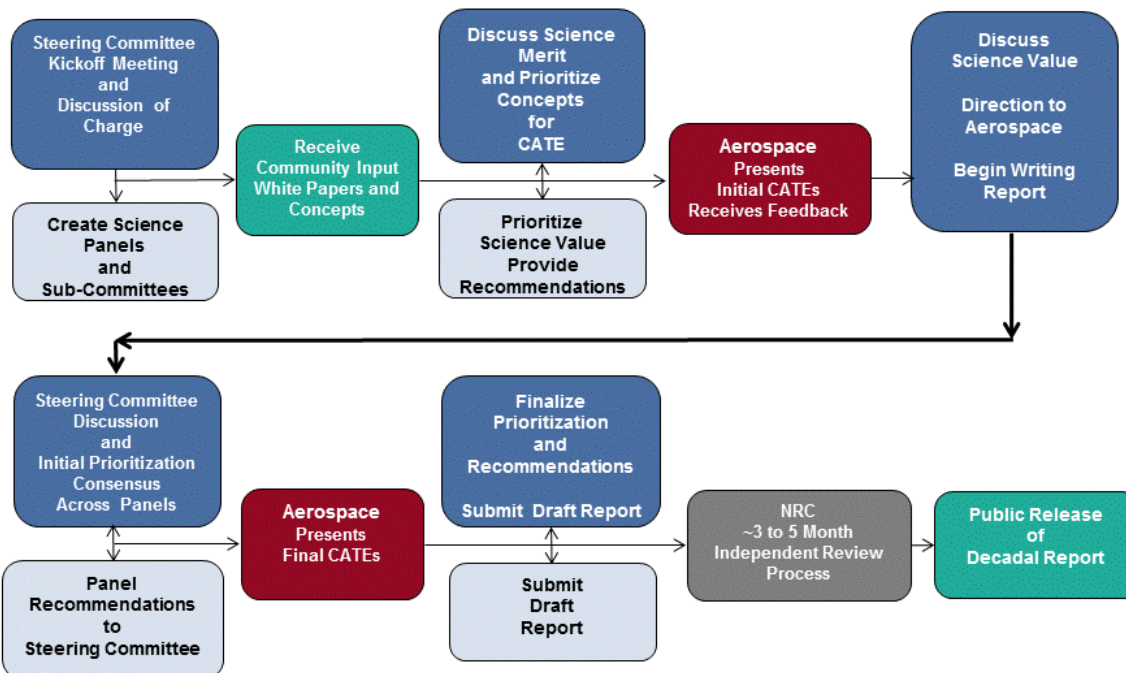 Steering Committee
Kickoff Meeting
and
Discussion of
Charge
Create Science
Panels
and
Sub-Committees
Receive
Community Input
White Papers and
Concepts
Discuss Science
Merit
and Prioritize
Concepts
for
CATE
Prioritize
Science Value
Provide
Recommendations
Aerospace
Presents
Initial CATEs
Receives Feedback
Discuss
Science Value
Direction to
Aerospace
Begin Writing
Report
Steering Committee
Discussion
and
Initial Prioritization
Consensus
Across Panels
Panel
Recommendations
to
Steering Committee
Aerospace
Presents
Final CATEs
Finalize
Prioritization
and
Recommendations
Submit Draft Report
Submit
Draft
Report
NRC
~3 to 5 Month
Independent Review
Process
Public Release
of
Decadal Report